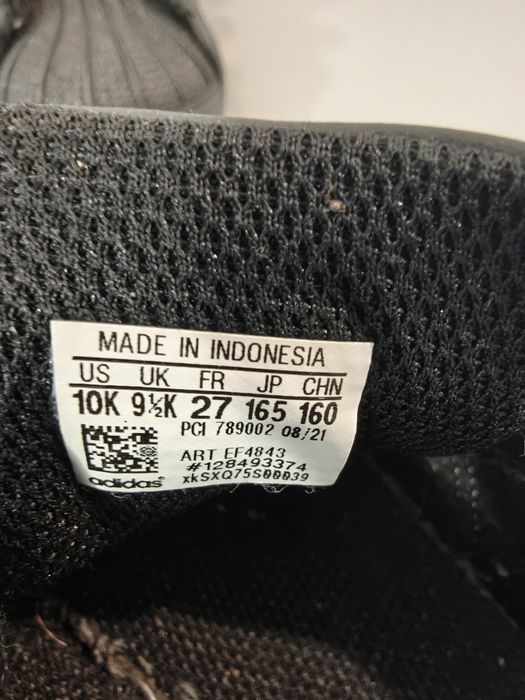 MADE IN INDONESIA
US UK FR JP CHN
10K 9½K 27 165 160
PCI 789002 08/21
ART EF4843
#128493374
xkSXQ75S00039
adidas